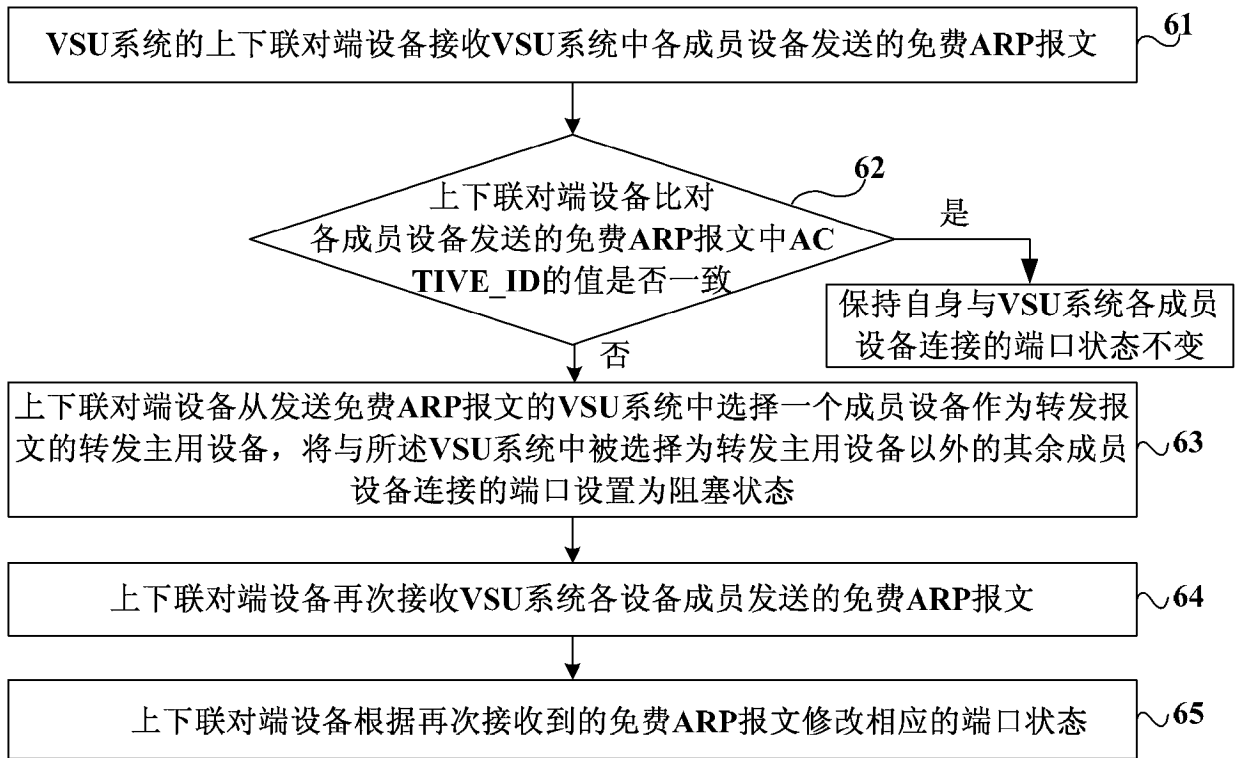 VSU系统的上下联对端设备接收VSU系统中各成员设备发送的免费ARP报文
61
上下联对端设备比对
各成员设备发送的免费ARP报文中AC
TIVE_ID的值是否一致
62
是
保持自身与VSU系统各成员
设备连接的端口状态不变
否
上下联对端设备从发送免费ARP报文的VSU系统中选择一个成员设备作为转发报
文的转发主用设备，将与所述VSU系统中被选择为转发主用设备以外的其余成员
设备连接的端口设置为阻塞状态
63
上下联对端设备再次接收VSU系统各设备成员发送的免费ARP报文
64
上下联对端设备根据再次接收到的免费ARP报文修改相应的端口状态
65